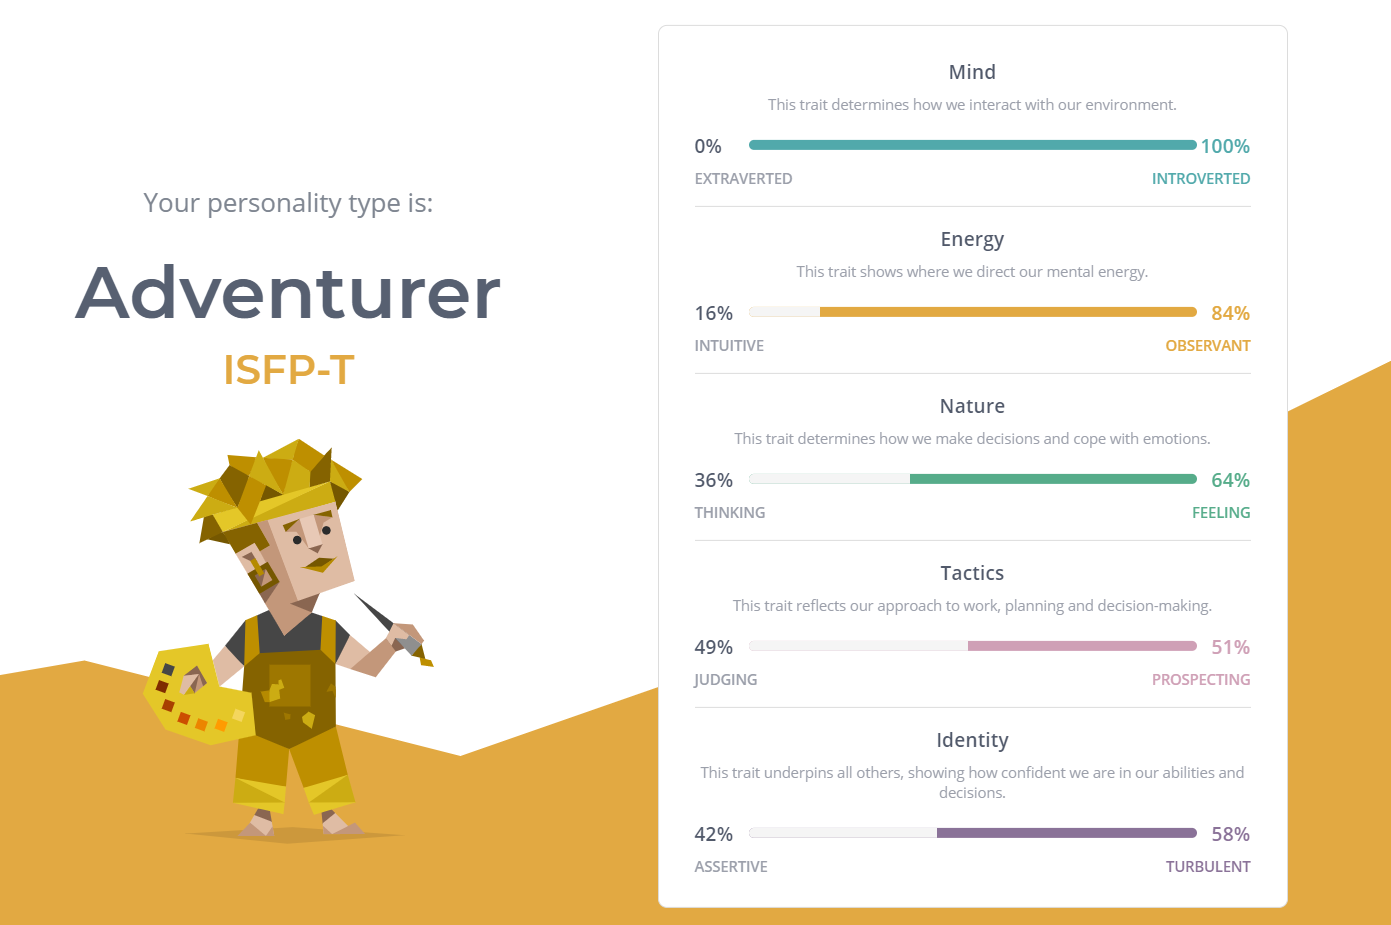 Your personality type is:
Adventurer
ISFP-T
Mind
This trait determines how we interact with our environment.
0% 100%
EXTRAVERTED INTROVERTED
Energy
This trait shows where we direct our mental energy.
16% 84%
INTUITIVE OBSERVANT
Nature
This trait determines how we make decisions and cope with emotions.
36% 64%
THINKING FEELING
Tactics
This trait reflects our approach to work, planning and decision-making.
49% 51%
JUDGING PROSPECTING
Identity
This trait underpins all others, showing how confident we are in our abilities and
decisions.
42% 58%
ASSERTIVE TURBULENT